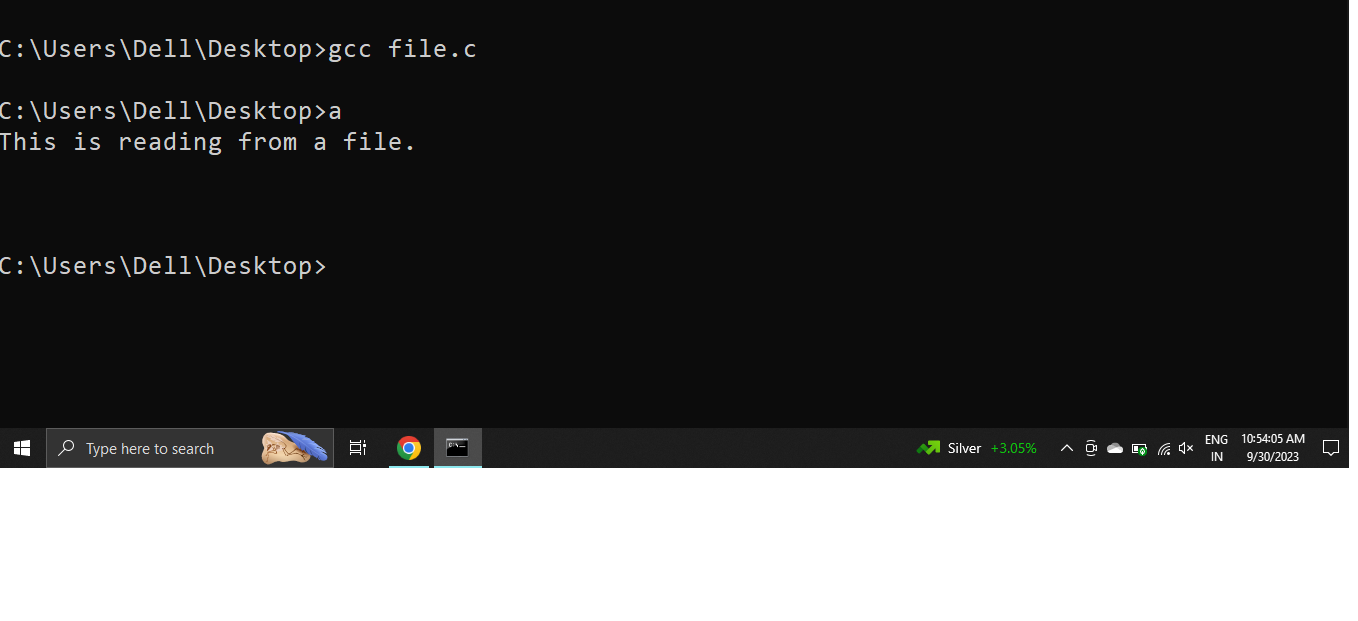 C:\Users\Dell\Desktop>gcc file.c
C:\Users\Dell\Desktop>a
This is reading from a file.
C:\Users\Dell\Desktop>
Type here to search
Silver +3.05%
ENG
IN
10:54:05 AM
9/30/2023